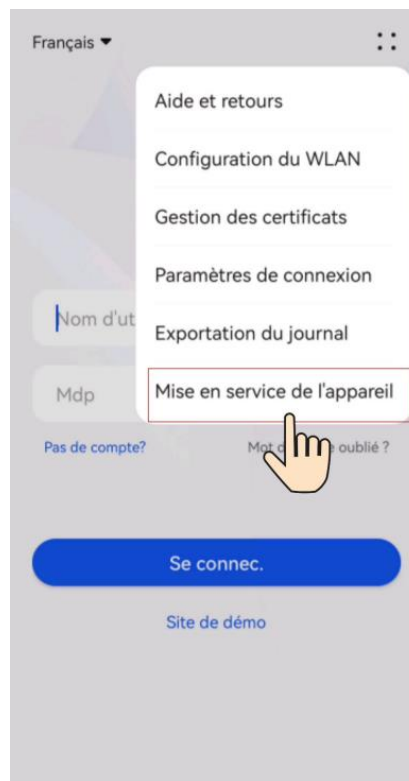 Français
Aide et retours
Configuration du WLAN
Gestion des certificats
Paramètres de connexion
Nom d'ut
Exportation du journal
Mdp
Mise en service de l'appareil
Pas de compte?
Mot d e oublié ?
Se connec.
Site de démo